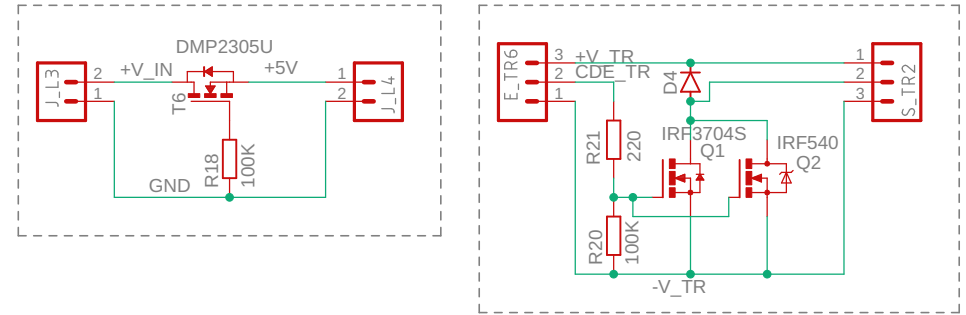 DMP2305U
J_L3
2
1
+V_IN
+5V
T6
1
2
J_L4
R18
100K
GND
E_TR6
3
2
1
+V_TR
CDE_TR
D4
1
2
3
S_TR2
R21
220
IRF3704S
Q1
IRF540
Q2
R20
100K
-V_TR